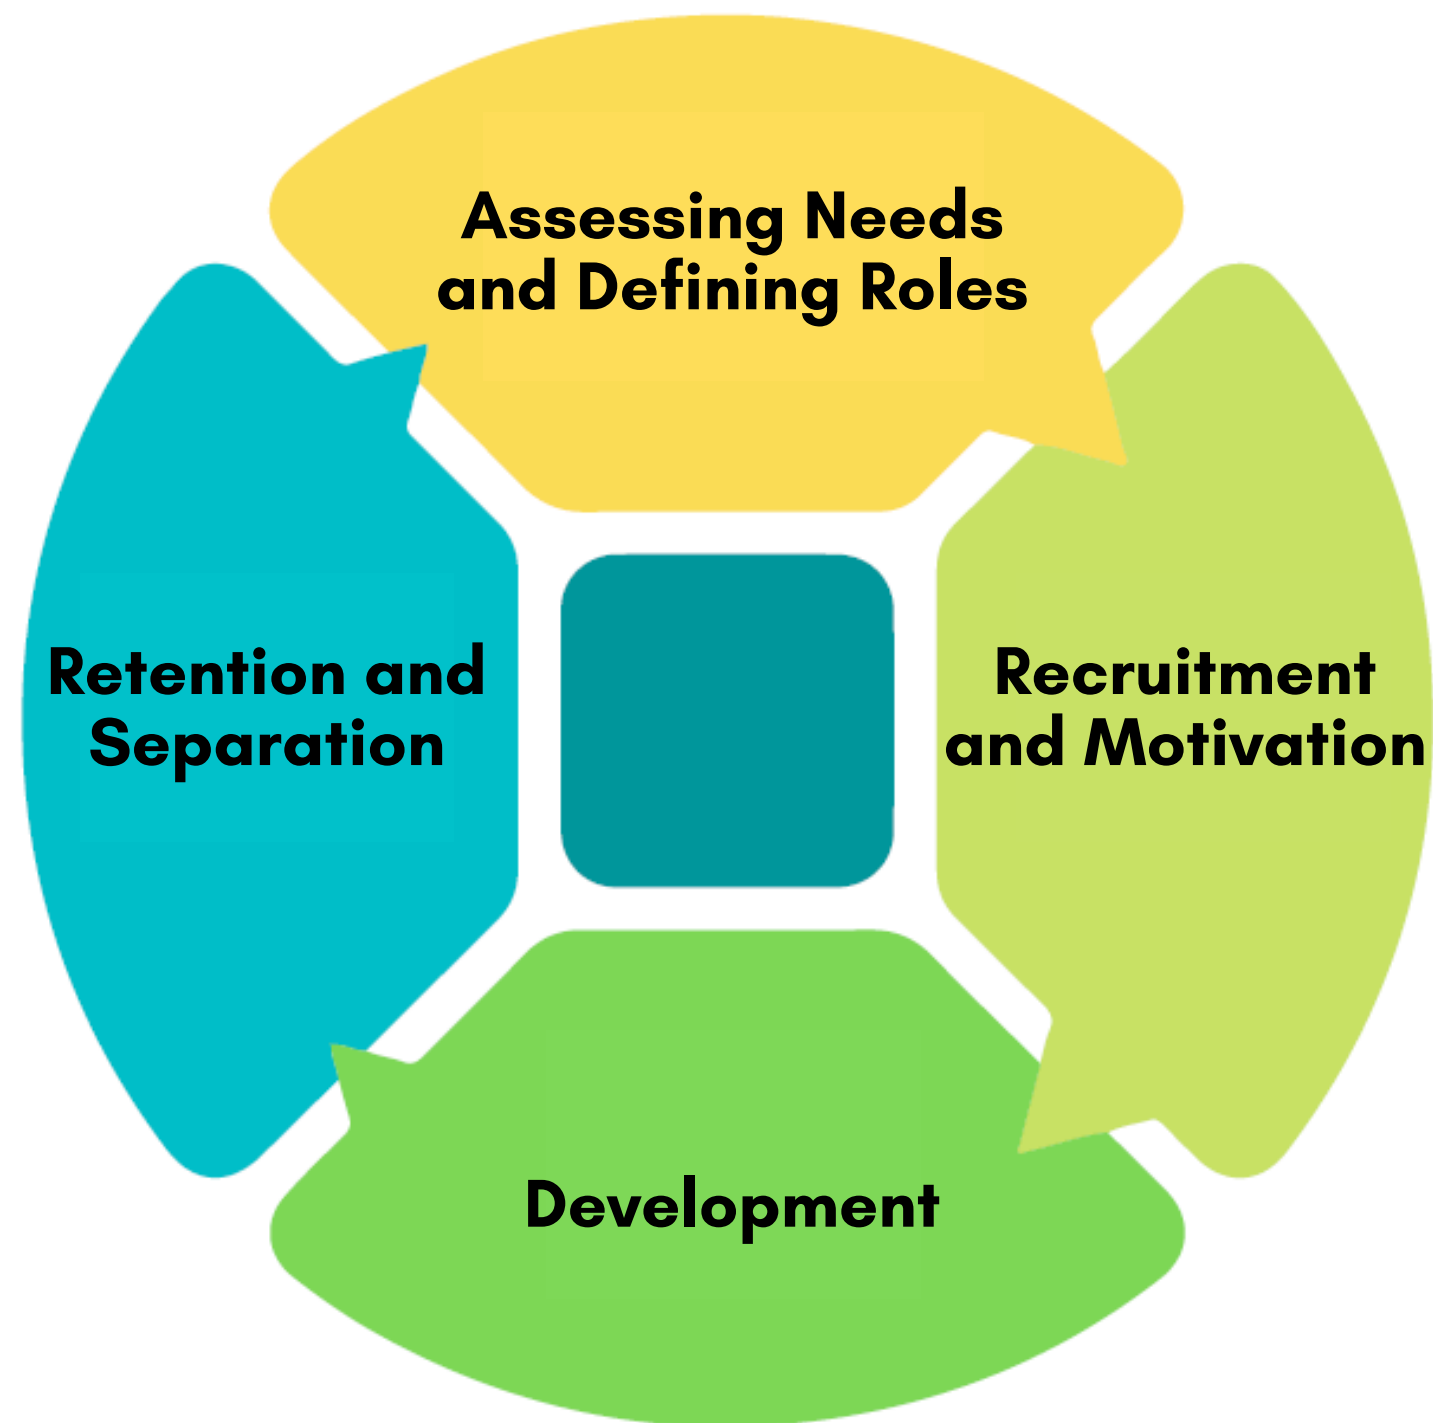 Assessing Needs
and Defining Roles
Retention and
Separation
Recruitment
and Motivation
Development